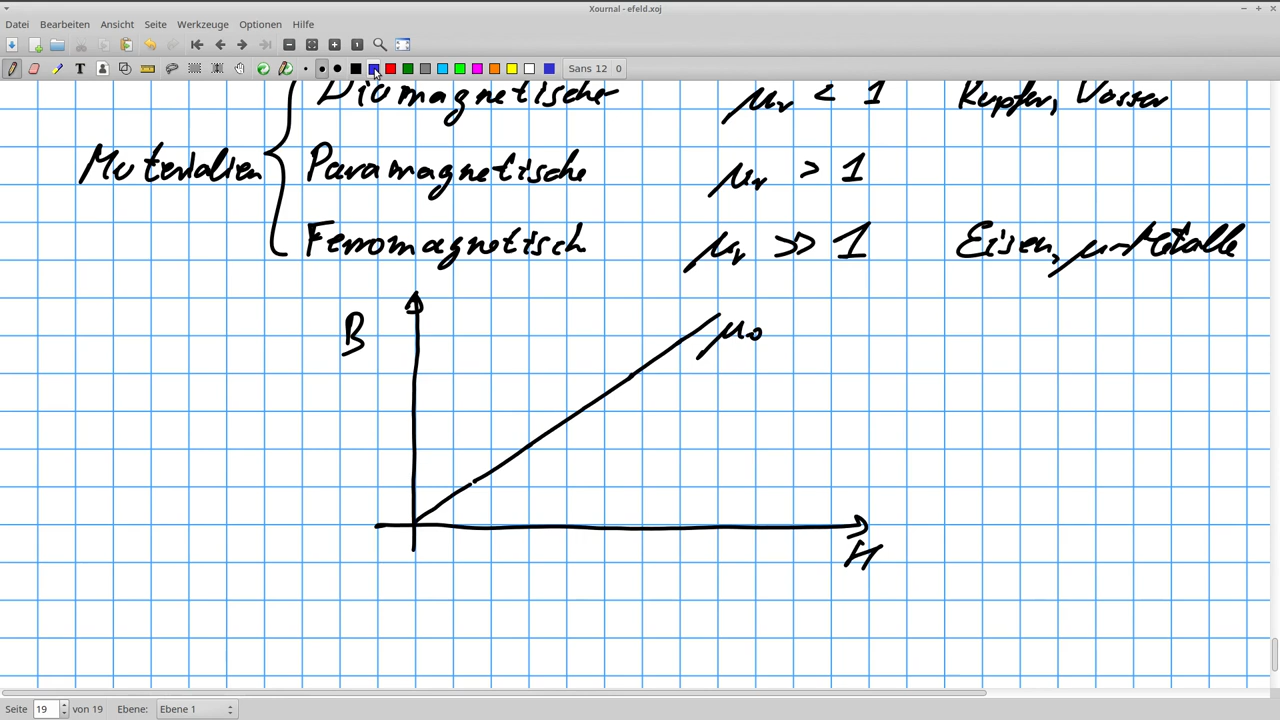 Xournal - efeld.xoj
Datei Bearbeiten Ansicht Seite Werkzeuge Optionen Hilfe
Sans 12 0
Diamagnetische μr < 1 Kupfer, Wasser
Materialien Paramagnetische μr > 1
Ferromagnetisch μr ≫ 1 Eisen, μ-Metalle
B
μ0
H
Seite 19 von 19 Ebene: Ebene 1